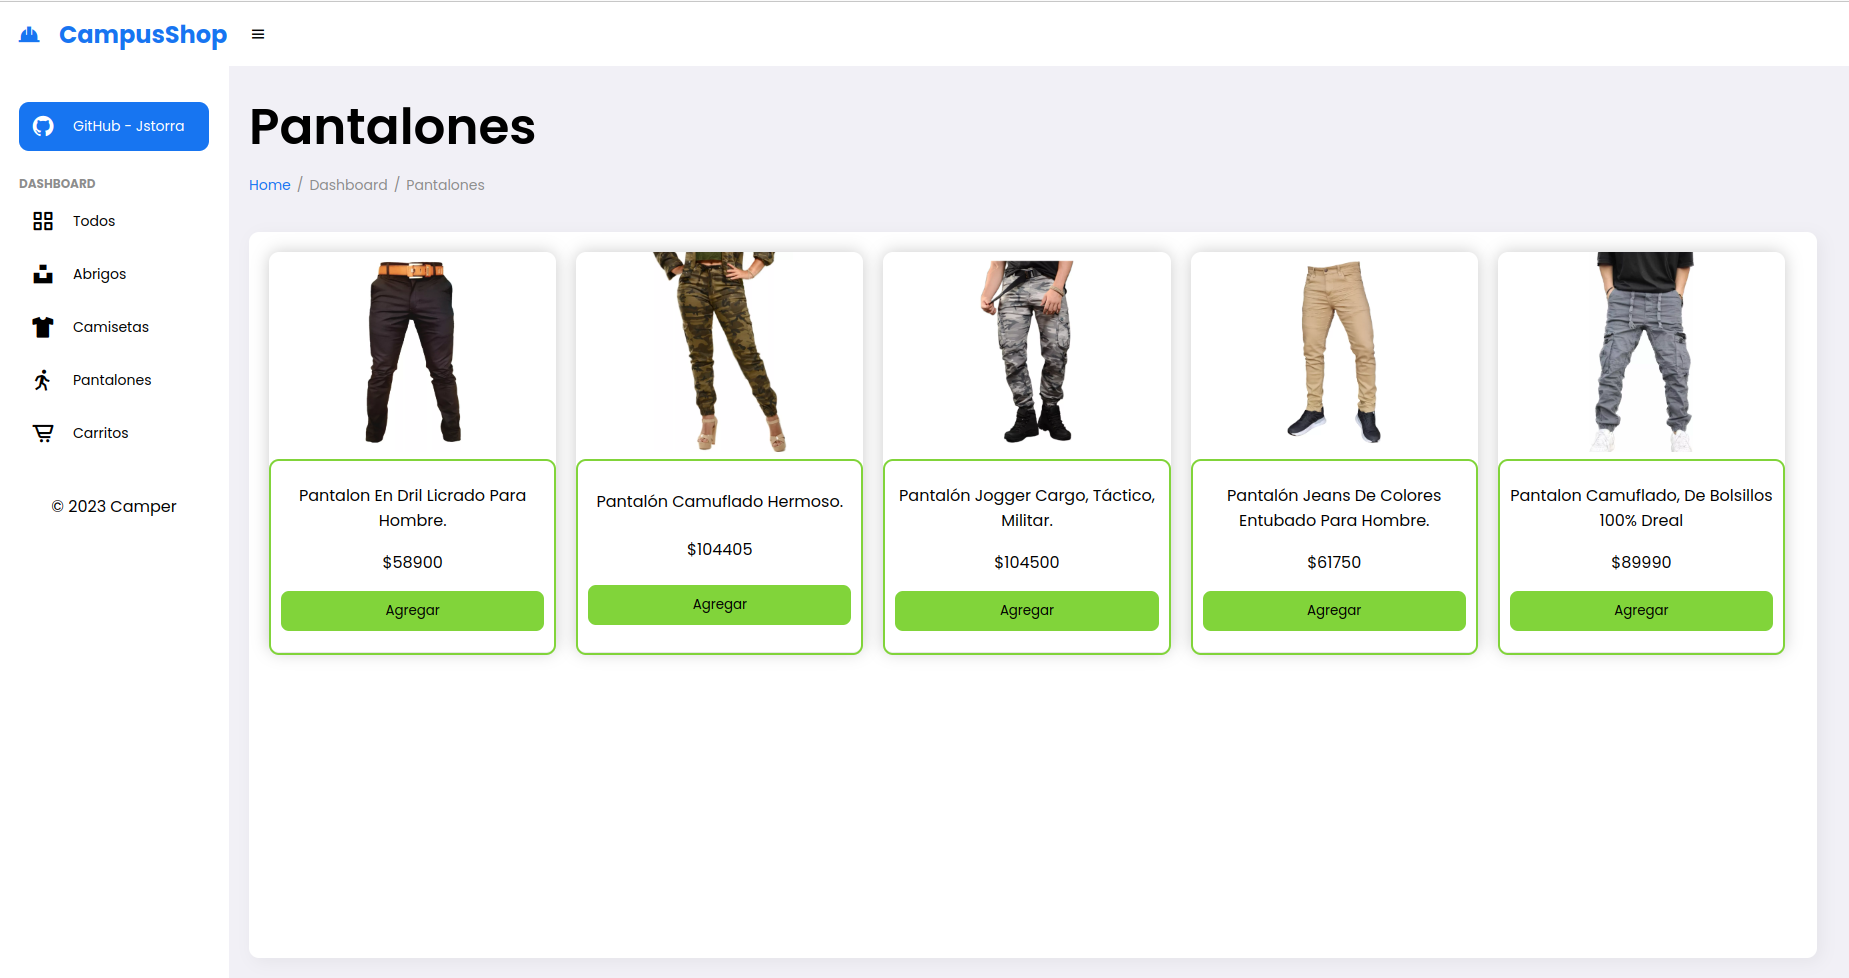 CampusShop
GitHub - Jstorra
DASHBOARD
Todos
Abrigos
Camisetas
Pantalones
Carritos
© 2023 Camper
Pantalones
Home / Dashboard / Pantalones
Pantalon En Dril Licrado Para
Hombre.
$58900
Agregar
Pantalón Camuflado Hermoso.
$104405
Agregar
Pantalón Jogger Cargo, Táctico,
Militar.
$104500
Agregar
Pantalón Jeans De Colores
Entubado Para Hombre.
$61750
Agregar
Pantalon Camuflado, De Bolsillos
100% Dreal
$89990
Agregar